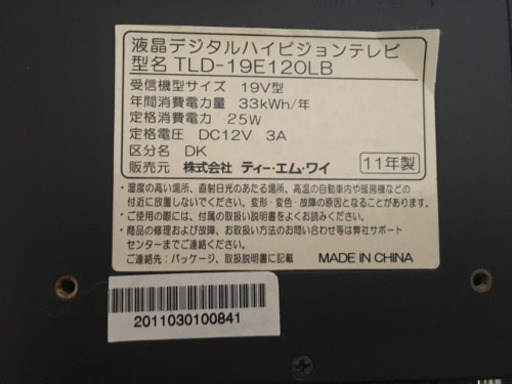 液晶デジタルハイビジョンテレビ
型名 TLD-19E120LB
受信機型サイズ 19V型
年間消費電力量 33kWh/年
定格消費電力 25W
定格電圧 DC12V 3A
区分名 DK
販売元 株式会社 ティー・エム・ワイ 11年製
・湿度の高い場所、直射日光のあたる場所、高温の自動車内や暖房機などの
付近に放置しないでください。変形・変色・故障の原因となることがあります。
・ご使用の際には、付属の取扱い説明書をよくお読みください。
・商品の修理および故障、お取扱い方法のお問い合わせ等は弊社サポート
センターまでご連絡ください。
ご連絡先：パッケージ、取扱説明書に記載 MADE IN CHINA
2011030100841